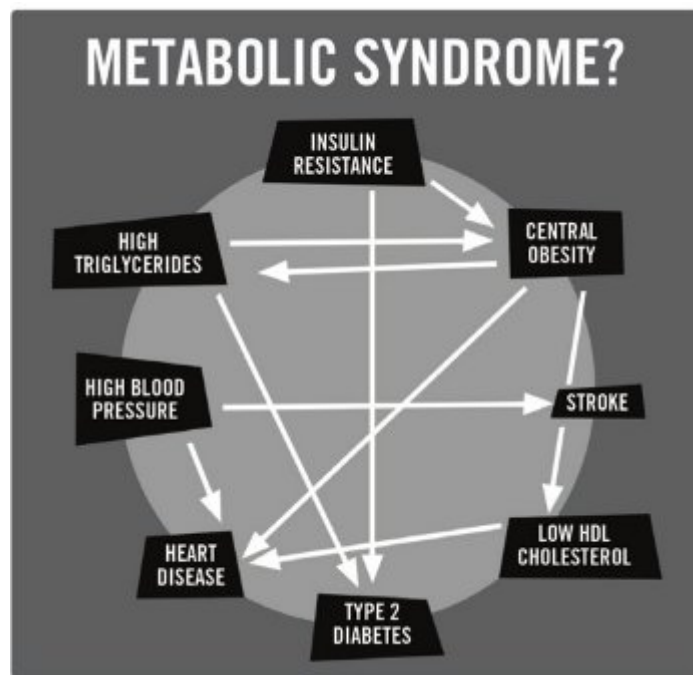 METABOLIC SYNDROME?
INSULIN
RESISTANCE
HIGH
TRIGLYCERIDES
CENTRAL
OBESITY
HIGH BLOOD
PRESSURE
STROKE
HEART
DISEASE
LOW HDL
CHOLESTEROL
TYPE 2
DIABETES